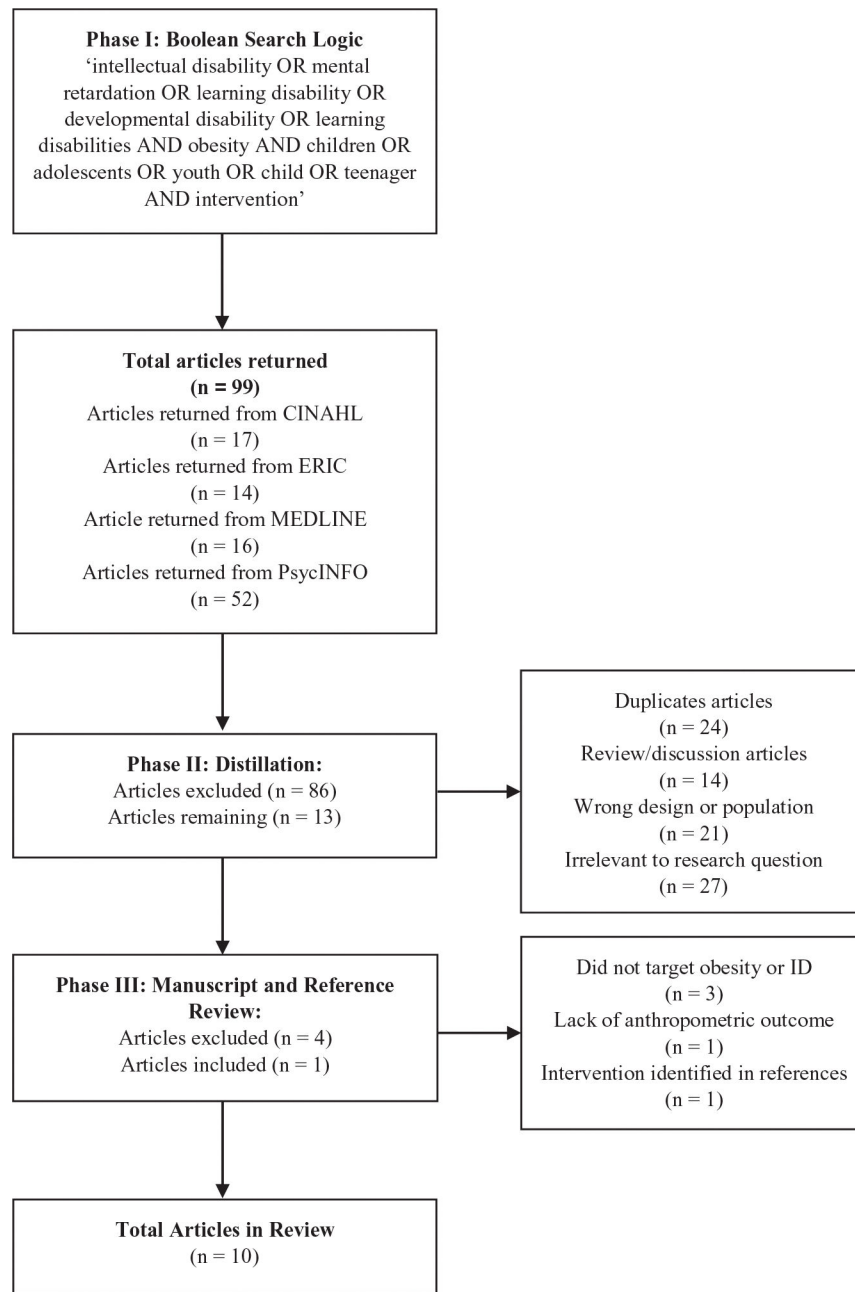 Phase I: Boolean Search Logic
‘intellectual disability OR mental
retardation OR learning disability OR
developmental disability OR learning
disabilities AND obesity AND children OR
adolescents OR youth OR child OR teenager
AND intervention’
Total articles returned
(n = 99)
Articles returned from CINAHL
(n = 17)
Articles returned from ERIC
(n = 14)
Article returned from MEDLINE
(n = 16)
Articles returned from PsycINFO
(n = 52)
Phase II: Distillation:
Articles excluded (n = 86)
Articles remaining (n = 13)
Duplicates articles
(n = 24)
Review/discussion articles
(n = 14)
Wrong design or population
(n = 21)
Irrelevant to research question
(n = 27)
Phase III: Manuscript and Reference
Review:
Articles excluded (n = 4)
Articles included (n = 1)
Did not target obesity or ID
(n = 3)
Lack of anthropometric outcome
(n = 1)
Intervention identified in references
(n = 1)
Total Articles in Review
(n = 10)